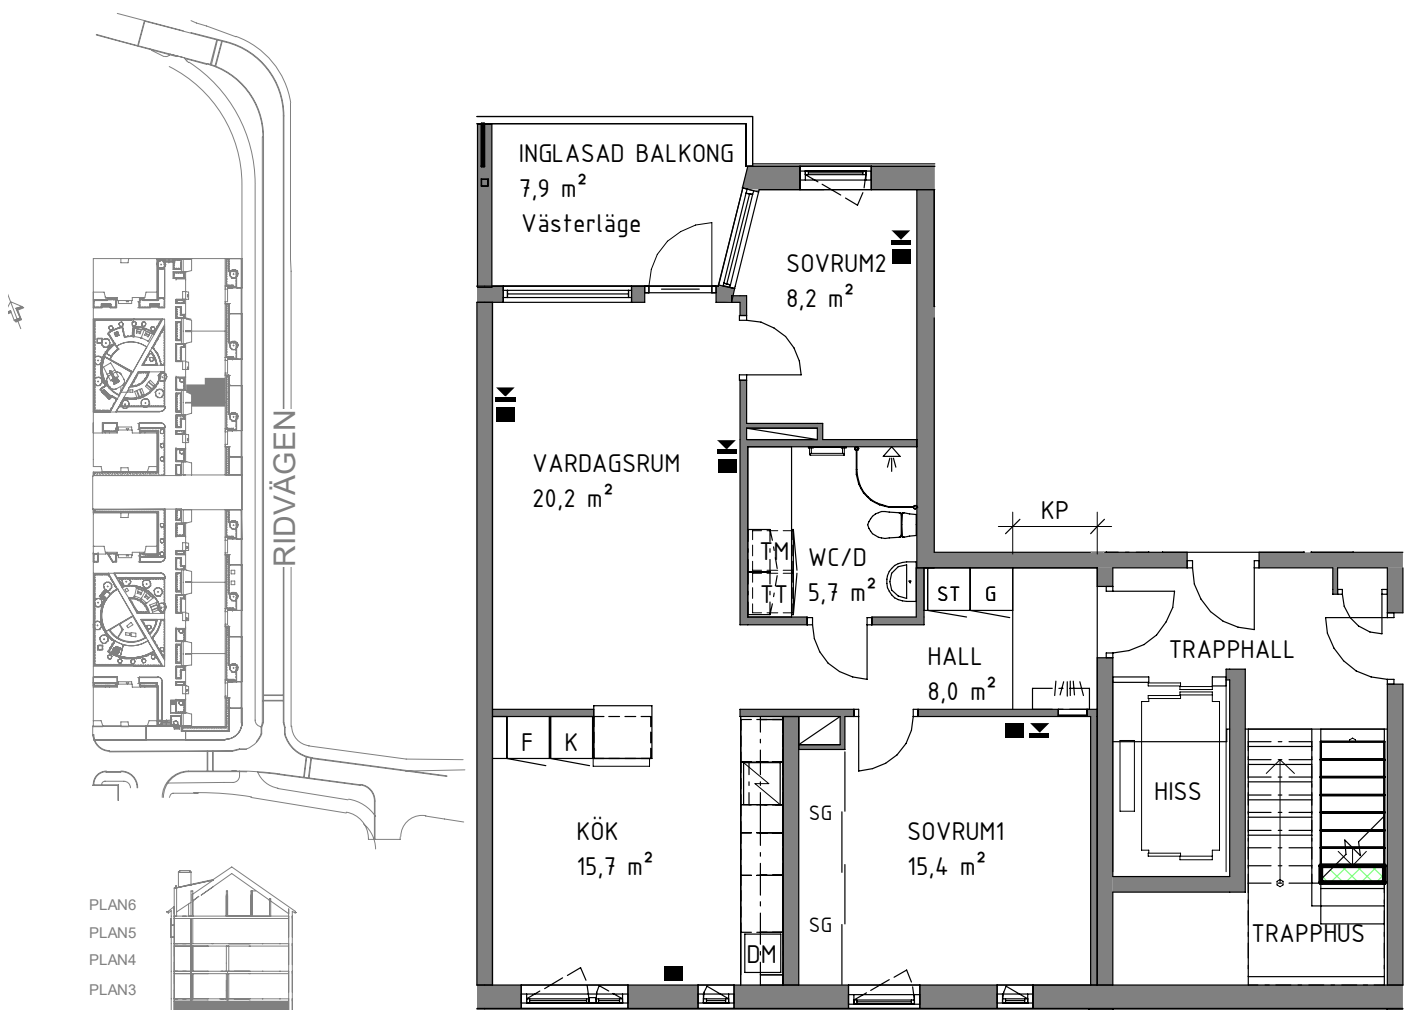 INGLASAD BALKONG
7,9 m²
Västerläge
SOVRUM2
8,2 m²
VARDAGSRUM
20,2 m²
KP
TM
TT
WC/D
5,7 m²
ST
G
HALL
8,0 m²
TRAPPHALL
F
K
KÖK
15,7 m²
DM
SG
SG
SOVRUM1
15,4 m²
HISS
TRAPPHUS
RIDVÄGEN
PLAN6
PLAN5
PLAN4
PLAN3